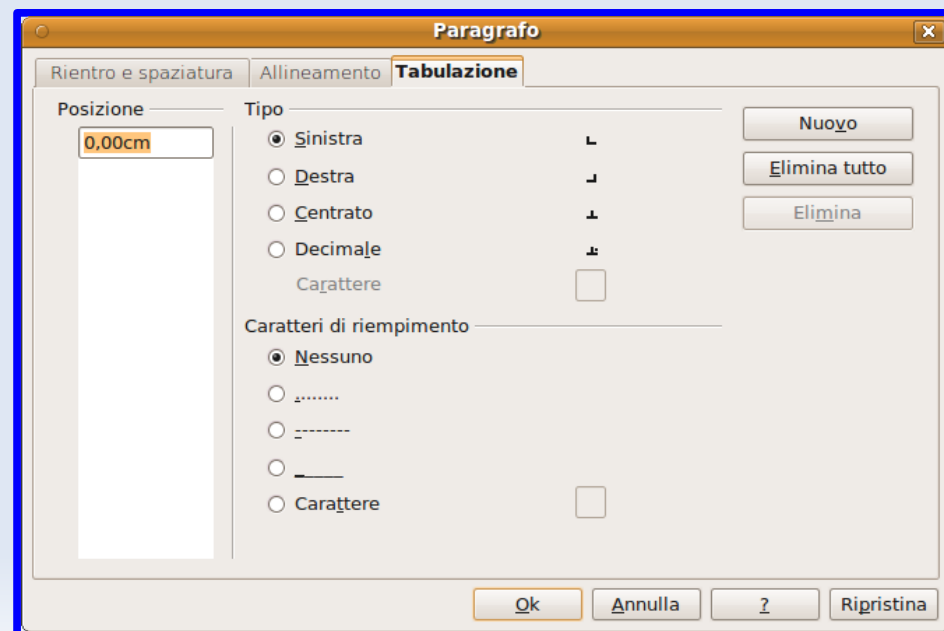 Paragrafo
Rientro e spaziatura Allineamento Tabulazione
Posizione
0,00cm
Tipo
Sinistra
Destra
Centrato
Decimale
Carattere
Caratteri di riempimento
Nessuno
........
--------
_____
Carattere
Nuovo
Elimina tutto
Elimina
Ok Annulla ? Ripristina